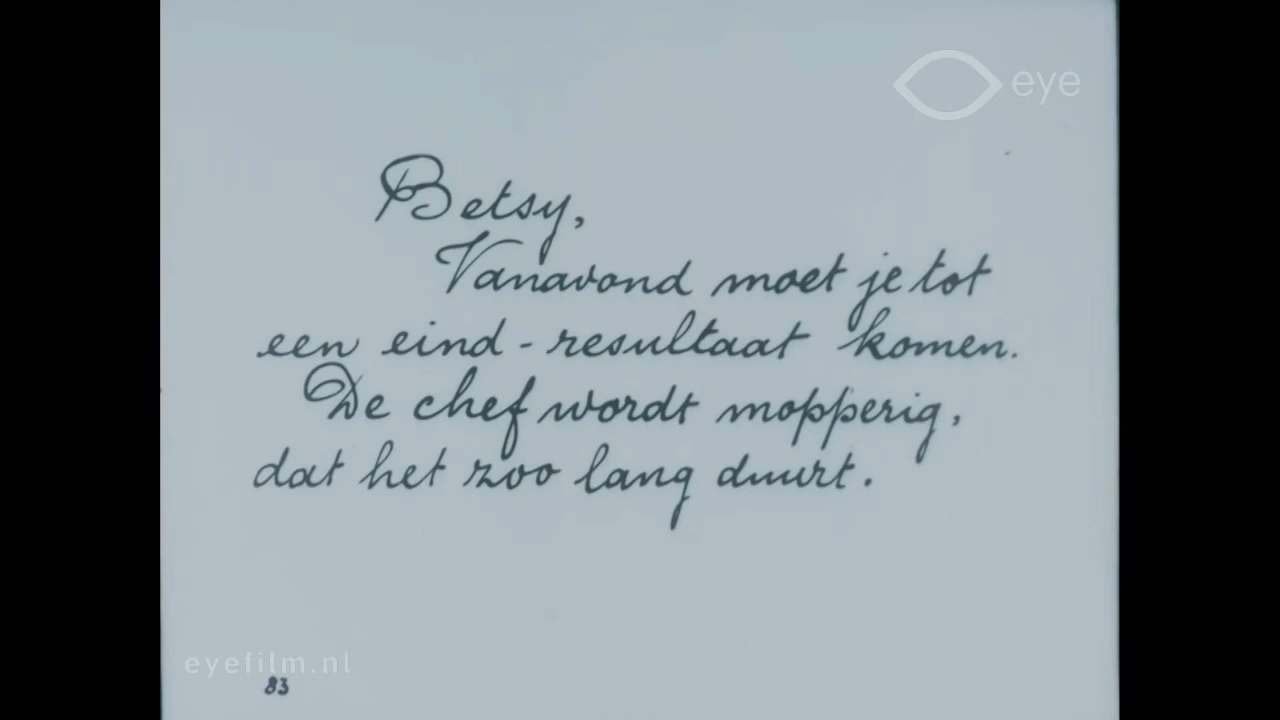 eye
Betsy,
Vanavond moet je tot
een eind-resultaat komen.
De chef wordt mopperig,
dat het zoo lang duurt.
eyefilm.nl
83